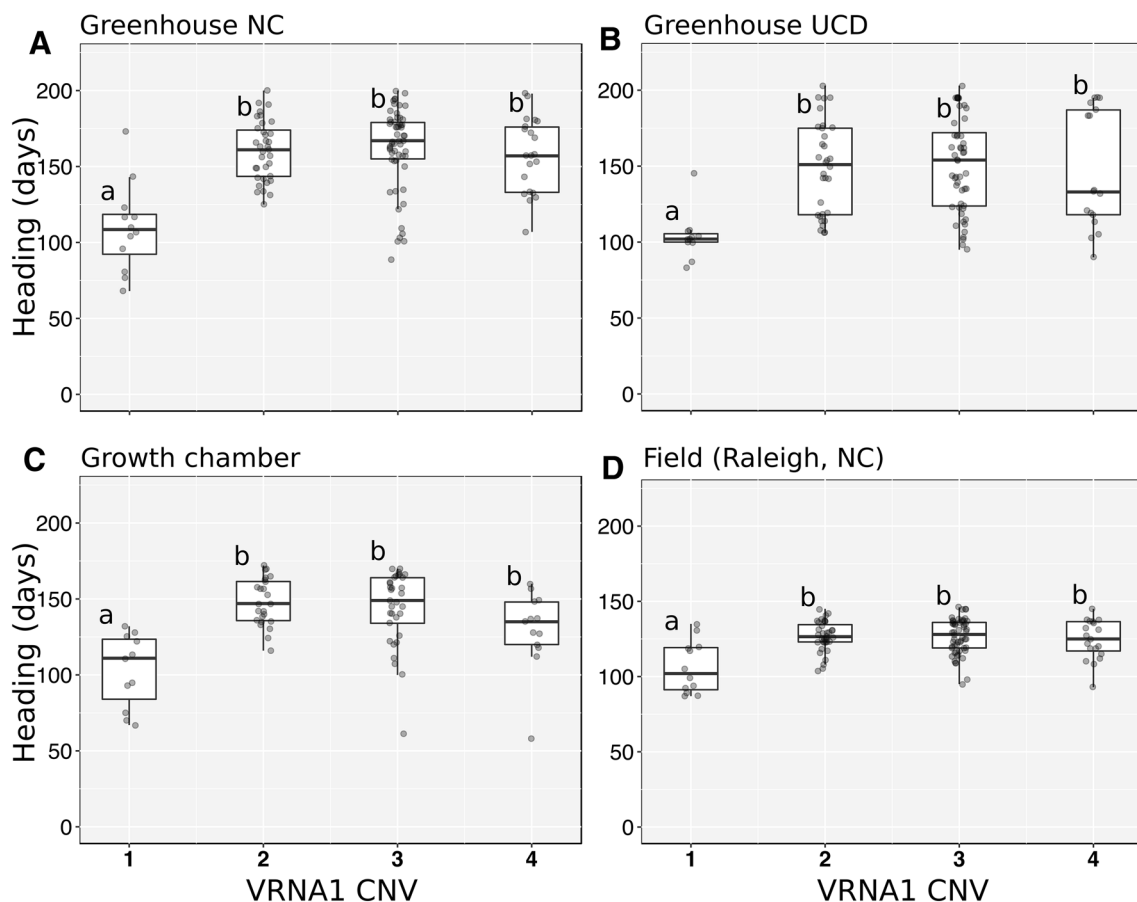 A Greenhouse NC
Heading (days)
200
150
100
50
0
a b b b
B Greenhouse UCD
200
150
100
50
0
a b b b
C Growth chamber
Heading (days)
200
150
100
50
0
a b b b
1 2 3 4
VRNA1 CNV
D Field (Raleigh, NC)
200
150
100
50
0
a b b b
1 2 3 4
VRNA1 CNV